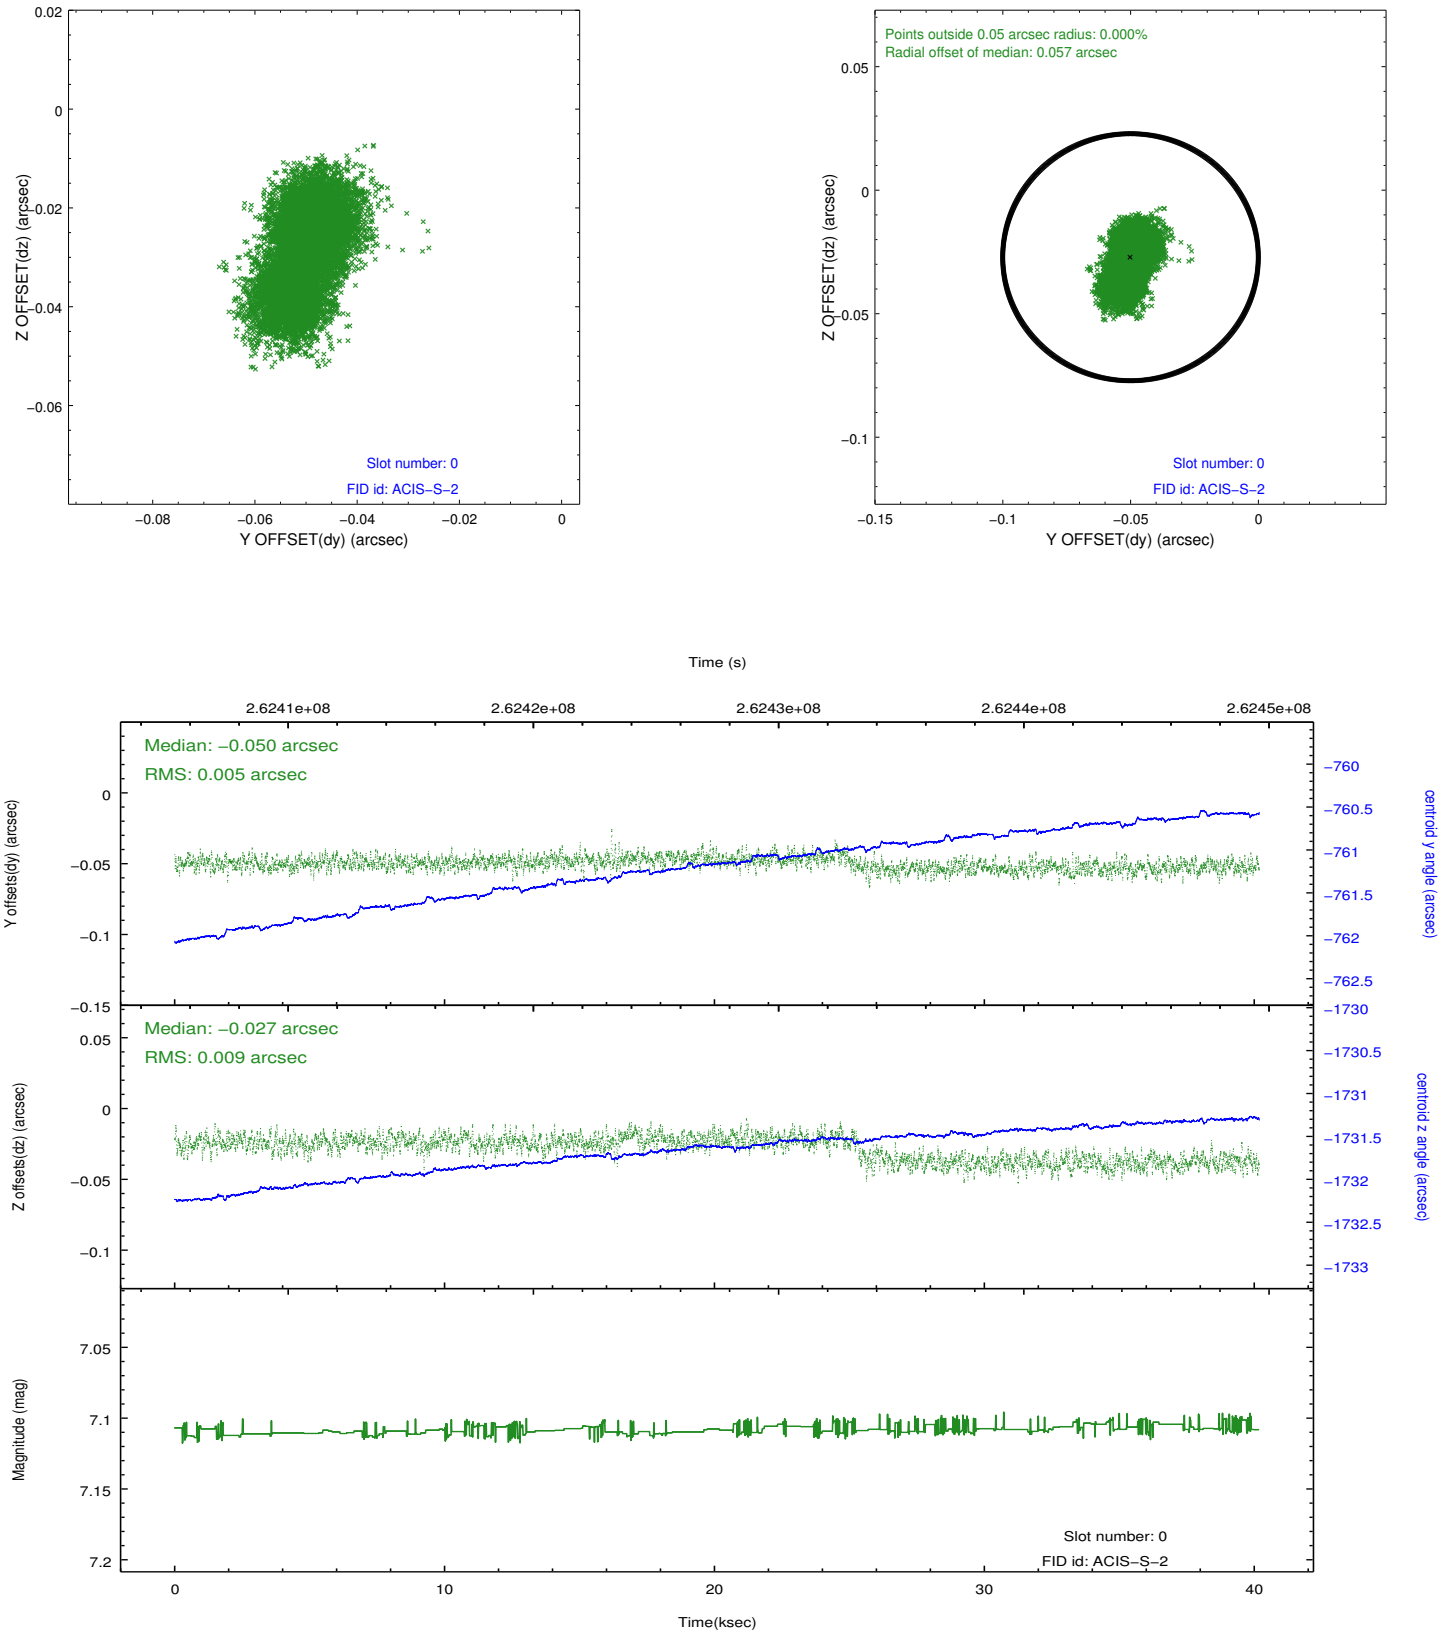 0.02
0
−0.02
−0.04
−0.06
Z OFFSET(dz) (arcsec)
Slot number: 0
FID id: ACIS−S−2
−0.08
−0.06
−0.04
−0.02
0
Y OFFSET(dy) (arcsec)
Points outside 0.05 arcsec radius: 0.000%
Radial offset of median: 0.057 arcsec
0.05
0
−0.05
−0.1
Z OFFSET(dz) (arcsec)
Slot number: 0
FID id: ACIS−S−2
−0.15
−0.1
−0.05
0
Y OFFSET(dy) (arcsec)
Time (s)
2.6241e+08
2.6242e+08
2.6243e+08
2.6244e+08
2.6245e+08
Median: −0.050 arcsec
RMS: 0.005 arcsec
0
−0.05
−0.1
−0.15
Y offsets(dy) (arcsec)
−760
−760.5
−761
−761.5
−762
−762.5
centroid y angle (arcsec)
Median: −0.027 arcsec
RMS: 0.009 arcsec
0.05
0
−0.05
−0.1
Z offsets(dz) (arcsec)
−1730
−1730.5
−1731
−1731.5
−1732
−1732.5
−1733
centroid z angle (arcsec)
7.05
7.1
7.15
7.2
Magnitude (mag)
Slot number: 0
FID id: ACIS−S−2
0
10
20
30
40
Time(ksec)